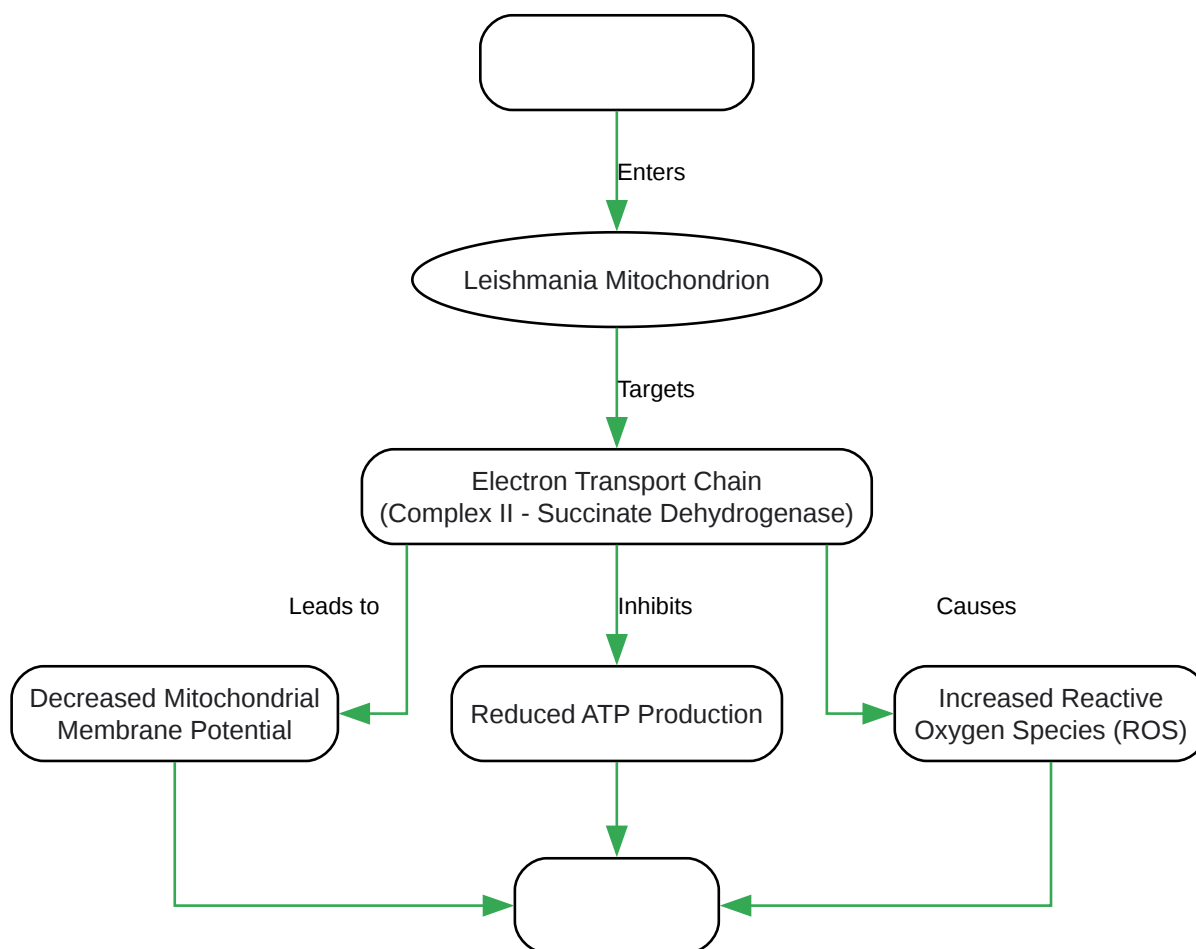 Enters
Leishmania Mitochondrion
Targets
Electron Transport Chain
(Complex II - Succinate Dehydrogenase)
Leads to
Inhibits
Causes
Decreased Mitochondrial
Membrane Potential
Reduced ATP Production
Increased Reactive
Oxygen Species (ROS)